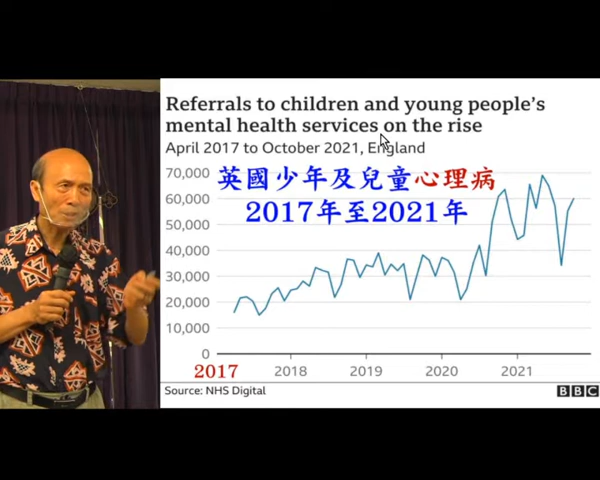 Referrals to children and young people's
mental health services on the rise
April 2017 to October 2021, England
70,000
英國少年及兒童心理病
60,000
2017年至2021年
50,000
40,000
30,000
20,000
10,000
0
2017
2018
2019
2020
2021
Source: NHS Digital
BBC